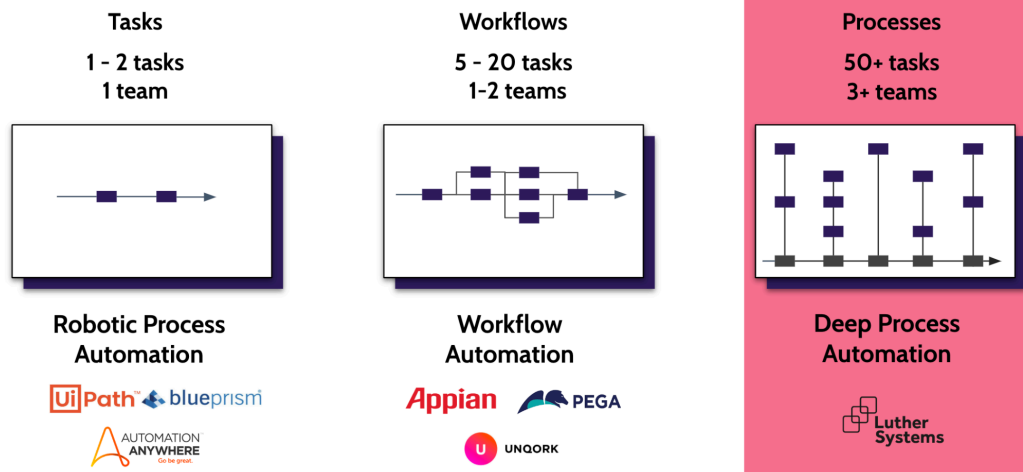 Tasks
1 - 2 tasks
1 team
Robotic Process
Automation
UiPath™
blueprism®
AUTOMATION
ANYWHERE
Go be great.
Workflows
5 - 20 tasks
1-2 teams
Workflow
Automation
Appian
PEGA
U
UNQORK
Processes
50+ tasks
3+ teams
Deep Process
Automation
Luther
Systems